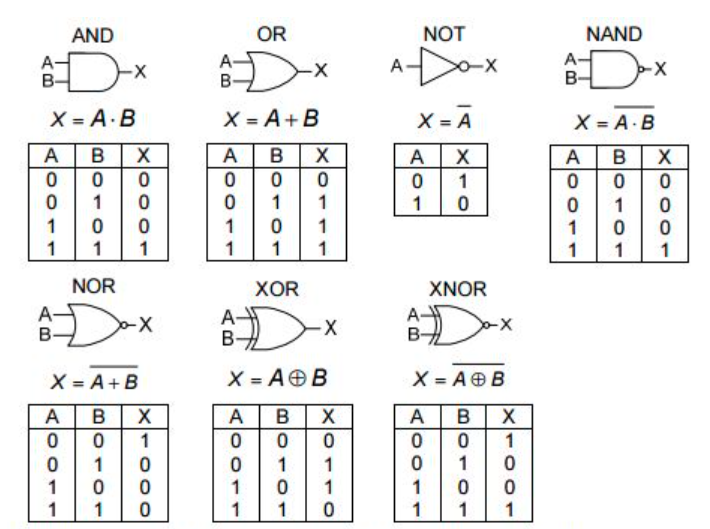 AND OR NOT NAND
A B X A B X A X A B X
X = A · B X = A + B X = A̅ X = A̅ ̅·̅ ̅B̅
A B X A B X A X A B X
0 0 0 0 0 0 0 1 0 0 0
0 1 0 0 1 1 1 0 0 1 0
1 0 0 1 0 1 1 0 0
1 1 1 1 1 1 1 1 1
NOR XOR XNOR
A B X A B X A B X
X = A̅ ̅+̅ ̅B̅ X = A ⊕ B X = A̅ ̅⊕̅ ̅B̅
A B X A B X A B X
0 0 1 0 0 0 0 0 1
0 1 0 0 1 1 0 1 0
1 0 0 1 0 1 1 0 0
1 1 0 1 1 0 1 1 1